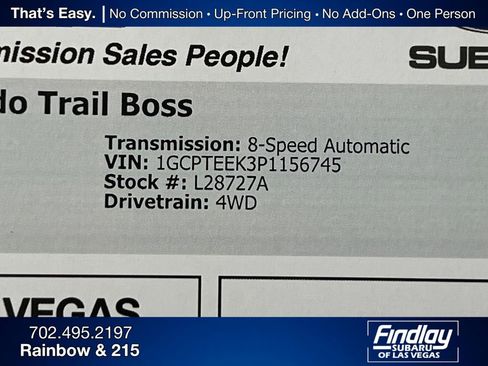 That's Easy. | No Commission • Up-Front Pricing • No Add-Ons • One Person
mission Sales People!
SUB
do Trail Boss
Transmission: 8-Speed Automatic
VIN: 1GCPTEEK3P1156745
Stock #: L28727A
Drivetrain: 4WD
VEGAS
702.495.2197
Rainbow & 215
Findlay
SUBARU
OF LAS VEGAS